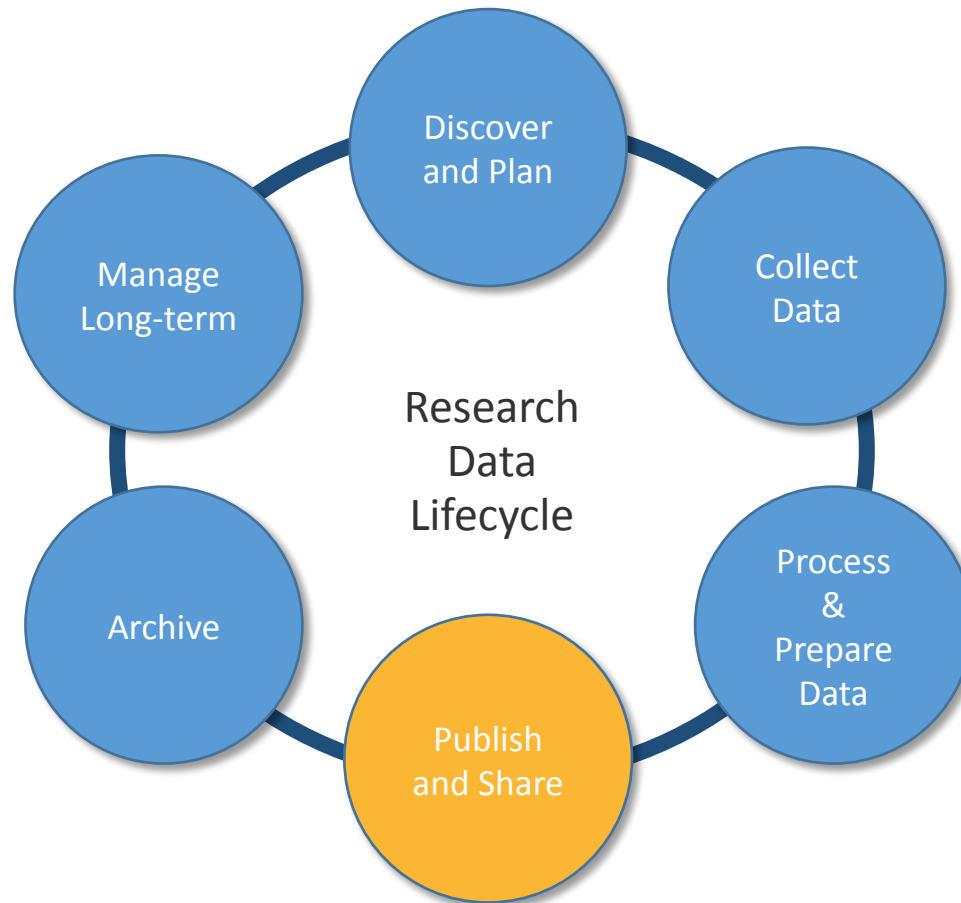 Discover
and Plan
Collect
Data
Process
&
Prepare
Data
Publish
and Share
Archive
Manage
Long-term
Research
Data
Lifecycle